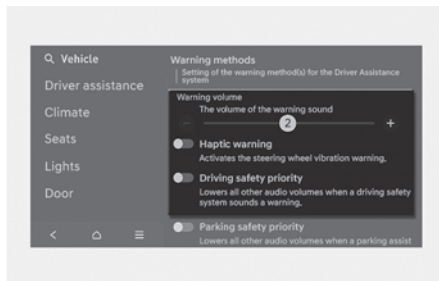 Vehicle
Driver assistance
Climate
Seats
Lights
Door
Warning methods
Setting of the warning method(s) for the Driver Assistance
system
Warning volume
The volume of the warning sound
− 2 +
Haptic warning
Activates the steering wheel vibration warning.
Driving safety priority
Lowers all other audio volumes when a driving safety
system sounds a warning.
Parking safety priority
Lowers all other audio volumes when a parking assist